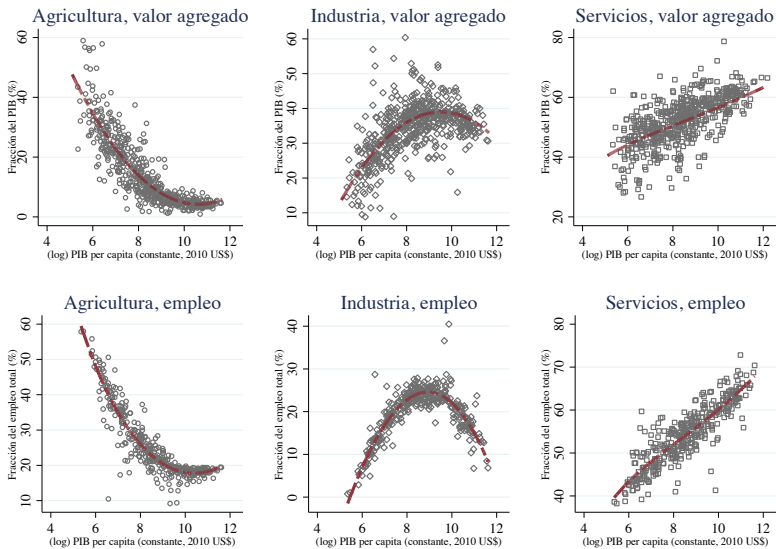 Agricultura, valor agregado
Fracción del PIB (%)
60
40
20
0
4 6 8 10 12
(log) PIB per capita (constante, 2010 US$)
Industria, valor agregado
Fracción del PIB (%)
60
50
40
30
20
10
4 6 8 10 12
(log) PIB per capita (constante, 2010 US$)
Servicios, valor agregado
Fracción del PIB (%)
80
60
40
20
4 6 8 10 12
(log) PIB per capita (constante, 2010 US$)
Agricultura, empleo
Fracción del empleo total (%)
60
50
40
30
20
10
4 6 8 10 12
(log) PIB per capita (constante, 2010 US$)
Industria, empleo
Fracción del empleo total (%)
40
30
20
10
0
4 6 8 10 12
(log) PIB per capita (constante, 2010 US$)
Servicios, empleo
Fracción del empleo total (%)
80
70
60
50
40
4 6 8 10 12
(log) PIB per capita (constante, 2010 US$)